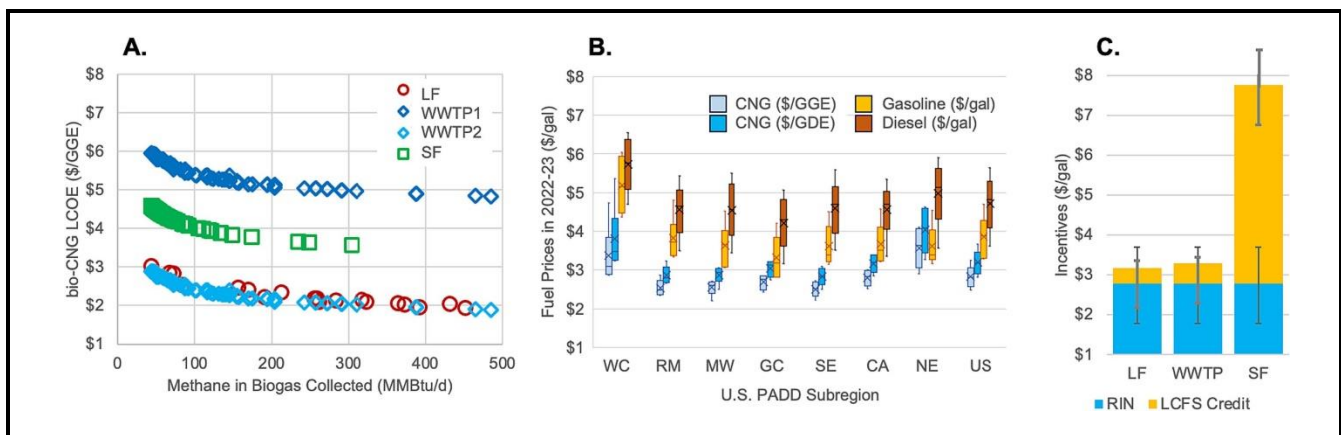 A.
bio-CNG LCOE ($/GGE)
$8
$7
$6
$5
$4
$3
$2
$1
0
100
200
300
400
500
Methane in Biogas Collected (MMBtu/d)
LF
WWTP1
WWTP2
SF
B.
Fuel Prices in 2022-23 ($/gal)
$8
$7
$6
$5
$4
$3
$2
$1
CNG ($/GGE)
Gasoline ($/gal)
CNG ($/GDE)
Diesel ($/gal)
WC
RM
MW
GC
SE
CA
NE
US
U.S. PADD Subregion
C.
Incentives ($/gal)
$8
$7
$6
$5
$4
$3
$2
$1
LF
WWTP
SF
RIN
LCFS Credit